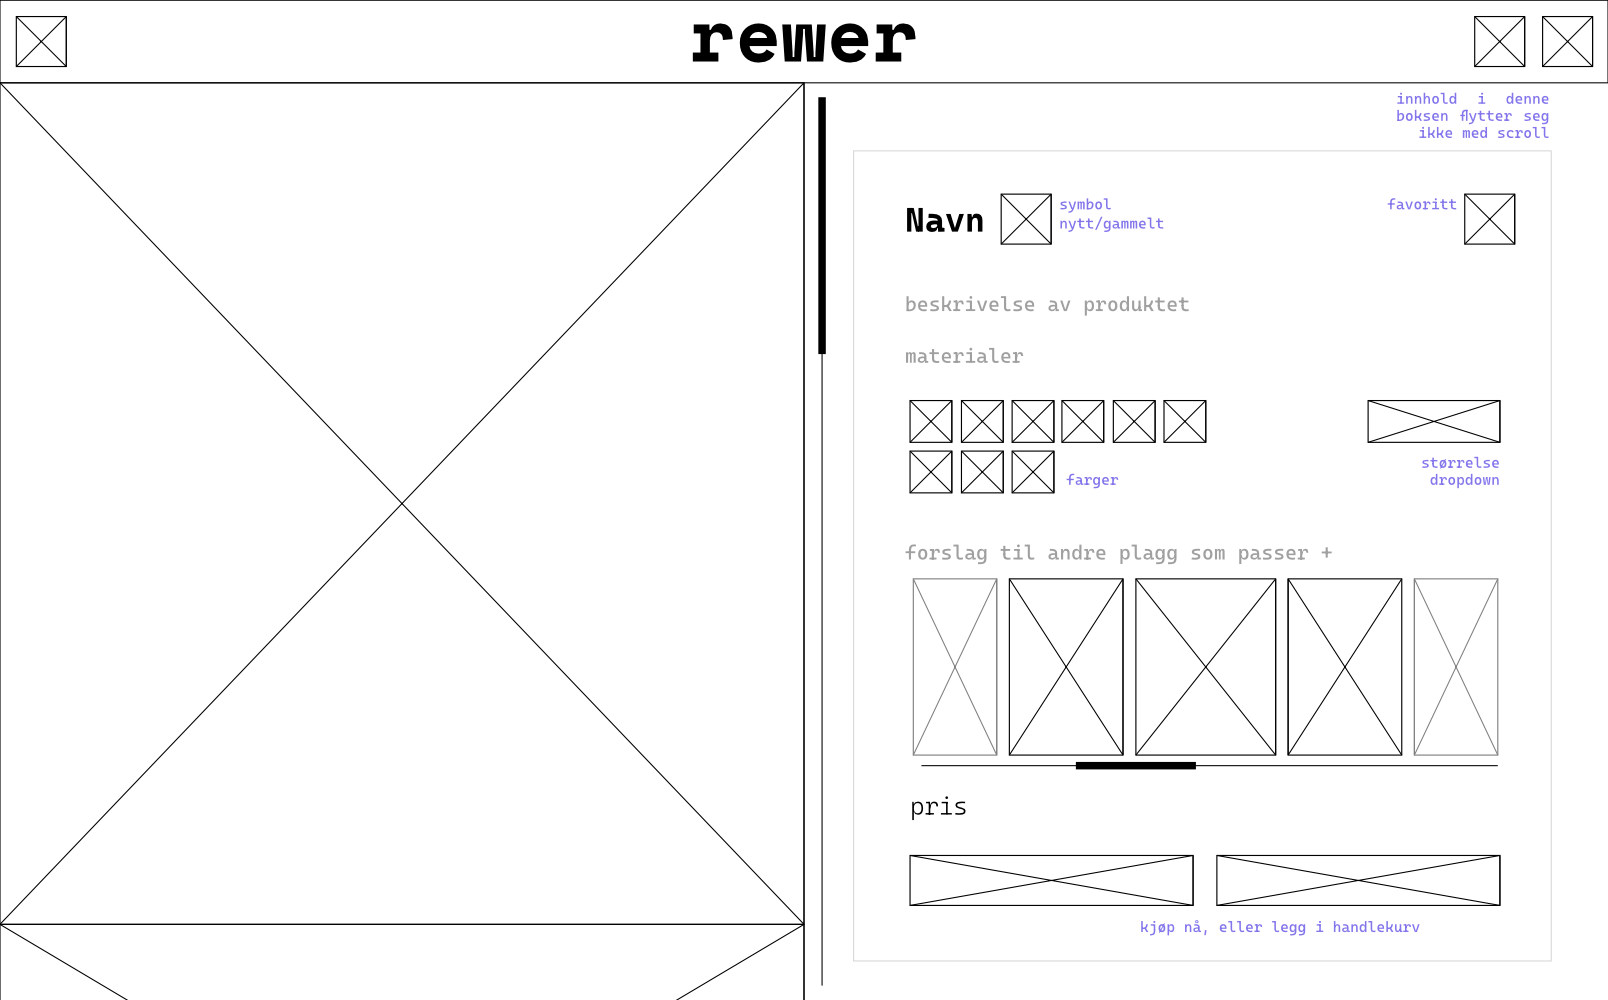 rewer
innhold i denne
boksen flytter seg
ikke med scroll
Navn
symbol
nytt/gammelt
favoritt
beskrivelse av produktet
materialer
farger
størrelse
dropdown
forslag til andre plagg som passer +
pris
kjøp nå, eller legg i handlekurv